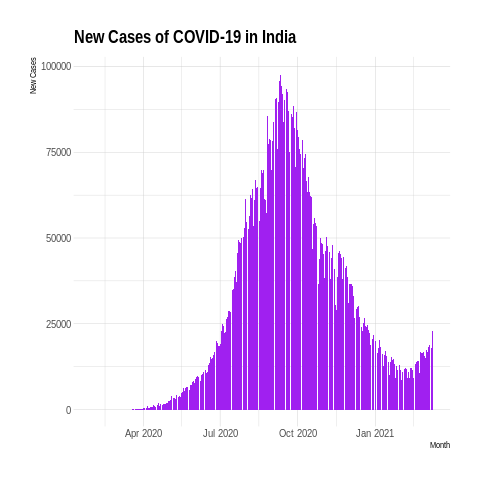 New Cases of COVID-19 in India
New Cases
100000
75000
50000
25000
0
Apr 2020 Jul 2020 Oct 2020 Jan 2021
Month